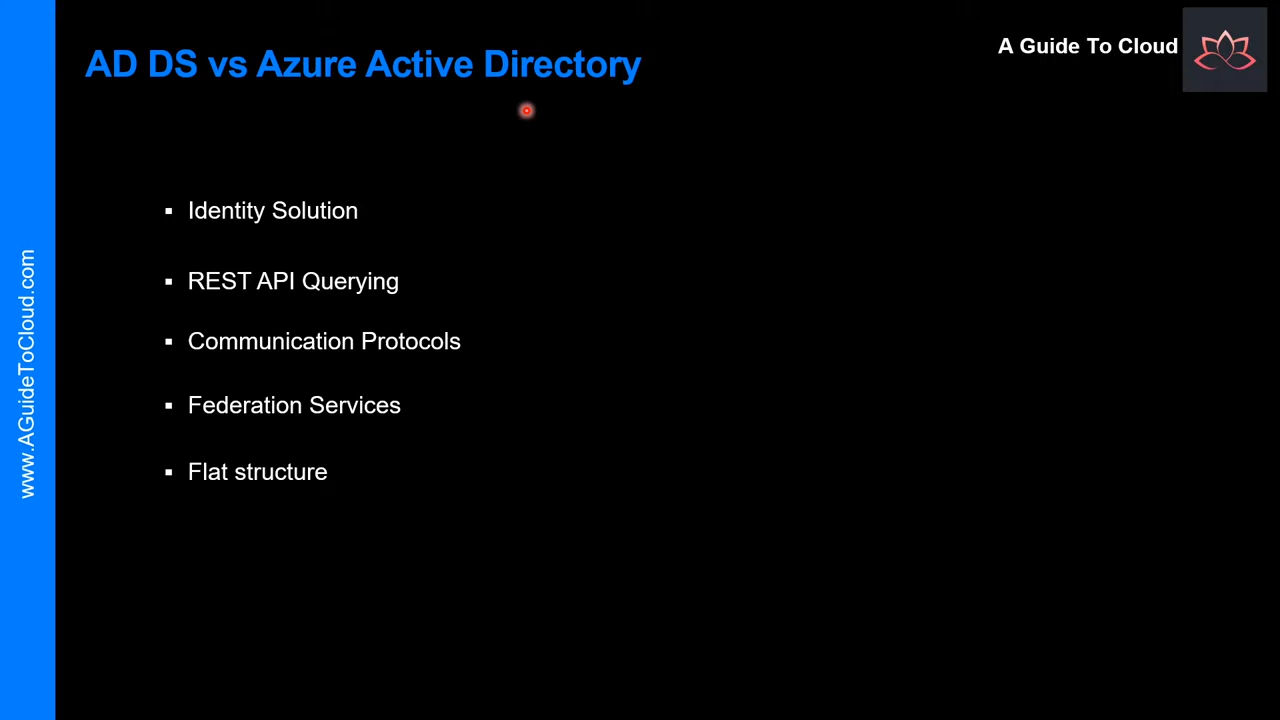 AD DS vs Azure Active Directory
A Guide To Cloud
▪ Identity Solution
▪ REST API Querying
▪ Communication Protocols
▪ Federation Services
▪ Flat structure
www.AGuideToCloud.com